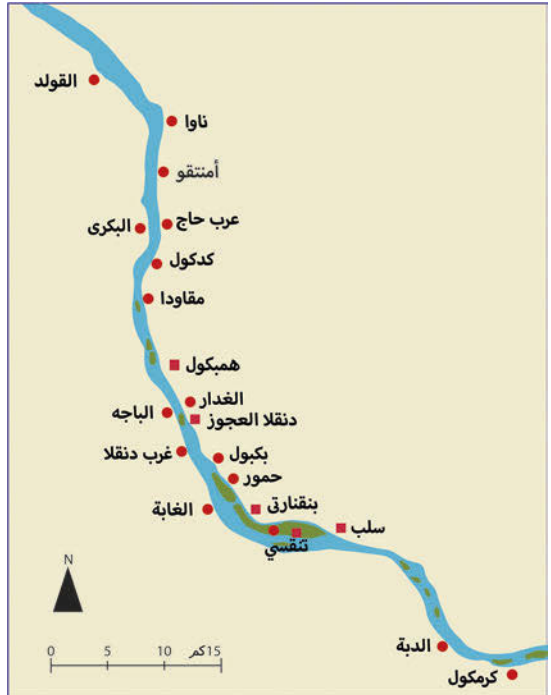 القولد
ناوا
أمنتقو
عرب حاج
البكرى
كدكول
مقاودا
همبكول
الغدار
الباجه
دنقلا العجوز
غرب دنقلا
بكبول
حمور
بنقنارتى
الغابة
سلب
تنقسي
N
0 5 10 15كم
الدبة
كرمكول